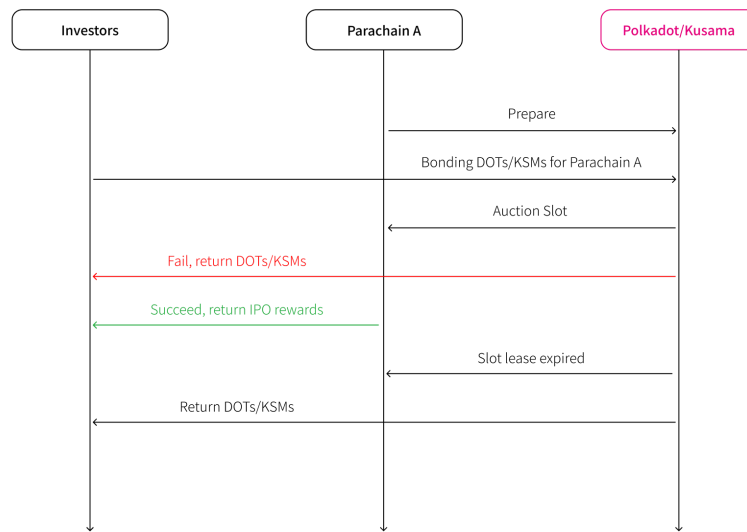 Investors
Parachain A
Polkadot/Kusama
Prepare
Bonding DOTs/KSMs for Parachain A
Auction Slot
Fail, return DOTs/KSMs
Succeed, return IPO rewards
Slot lease expired
Return DOTs/KSMs